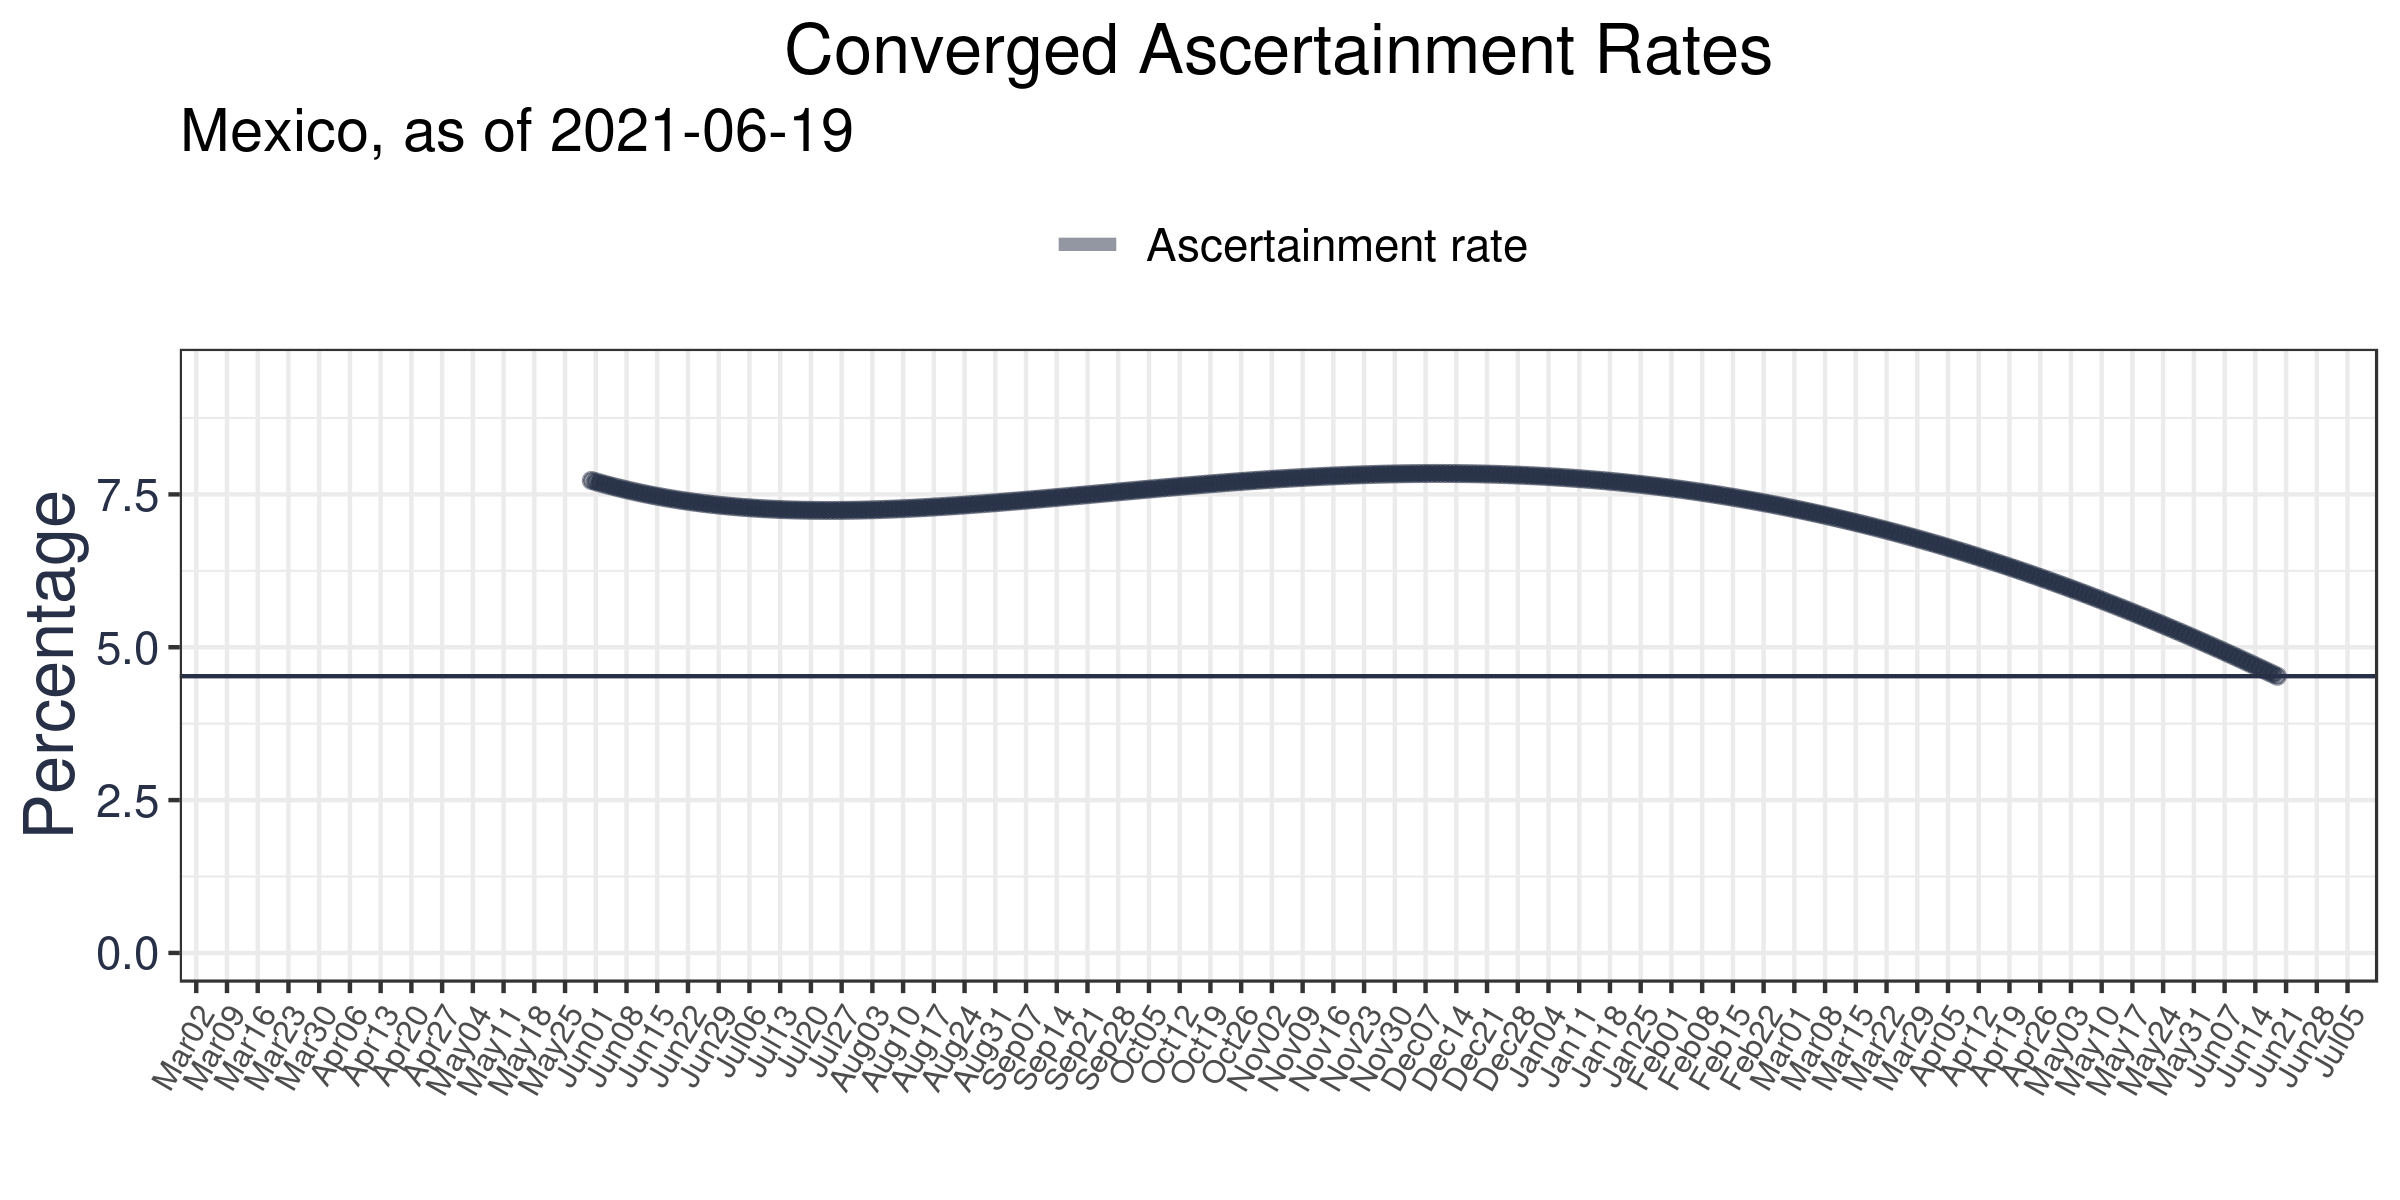 Converged Ascertainment Rates
Mexico, as of 2021-06-19
Ascertainment rate
Percentage
7.5
5.0
2.5
0.0
Mar02
Mar09
Mar16
Mar23
Mar30
Apr06
Apr13
Apr20
Apr27
May04
May11
May18
May25
Jun01
Jun08
Jun15
Jun22
Jun29
Jul06
Jul13
Jul20
Jul27
Aug03
Aug10
Aug17
Aug24
Aug31
Sep07
Sep14
Sep21
Sep28
Oct05
Oct12
Oct19
Oct26
Nov02
Nov09
Nov16
Nov23
Nov30
Dec07
Dec14
Dec21
Dec28
Jan04
Jan11
Jan18
Jan25
Feb01
Feb08
Feb15
Feb22
Mar01
Mar08
Mar15
Mar22
Mar29
Apr05
Apr12
Apr19
Apr26
May03
May10
May17
May24
May31
Jun07
Jun14
Jun21
Jun28
Jul05